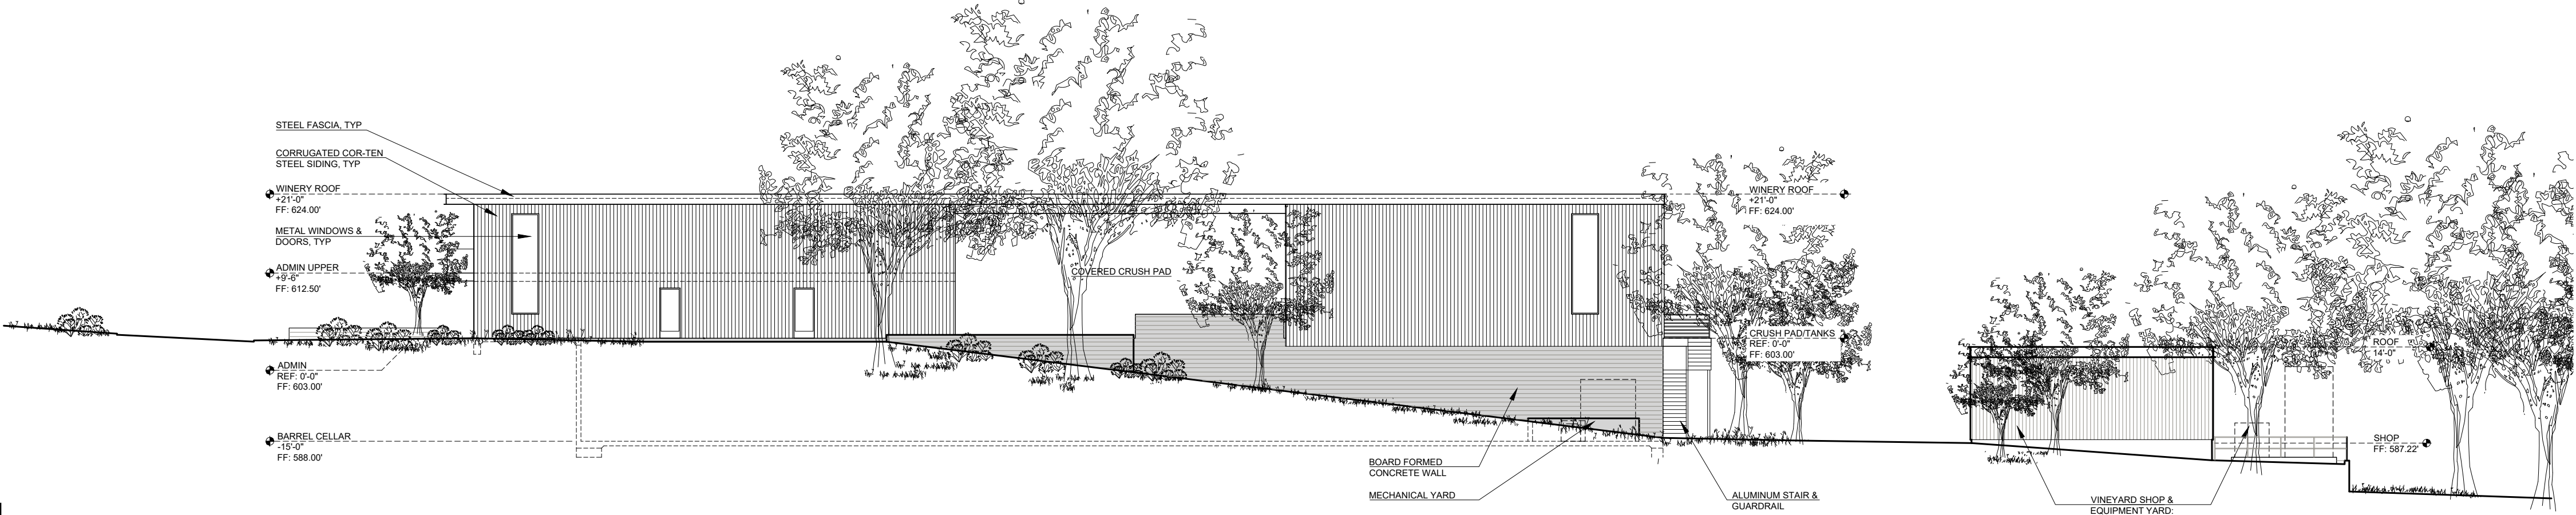 STEEL FASCIA, TYP
CORRUGATED COR-TEN
STEEL SIDING, TYP
WINERY ROOF
+21'-0"
FF: 624.00'
METAL WINDOWS &
DOORS, TYP
ADMIN UPPER
+9'-6"
FF: 612.50'
ADMIN
REF: 0'-0"
FF: 603.00'
BARREL CELLAR
-15'-0"
FF: 588.00'
COVERED CRUSH PAD
BOARD FORMED
CONCRETE WALL
MECHANICAL YARD
WINERY ROOF
+21'-0"
FF: 624.00'
CRUSH PAD/TANKS
REF: 0'-0"
FF: 603.00'
ALUMINUM STAIR &
GUARDRAIL
ROOF
14'-0"
SHOP
FF: 587.22'
VINEYARD SHOP &
EQUIPMENT YARD: